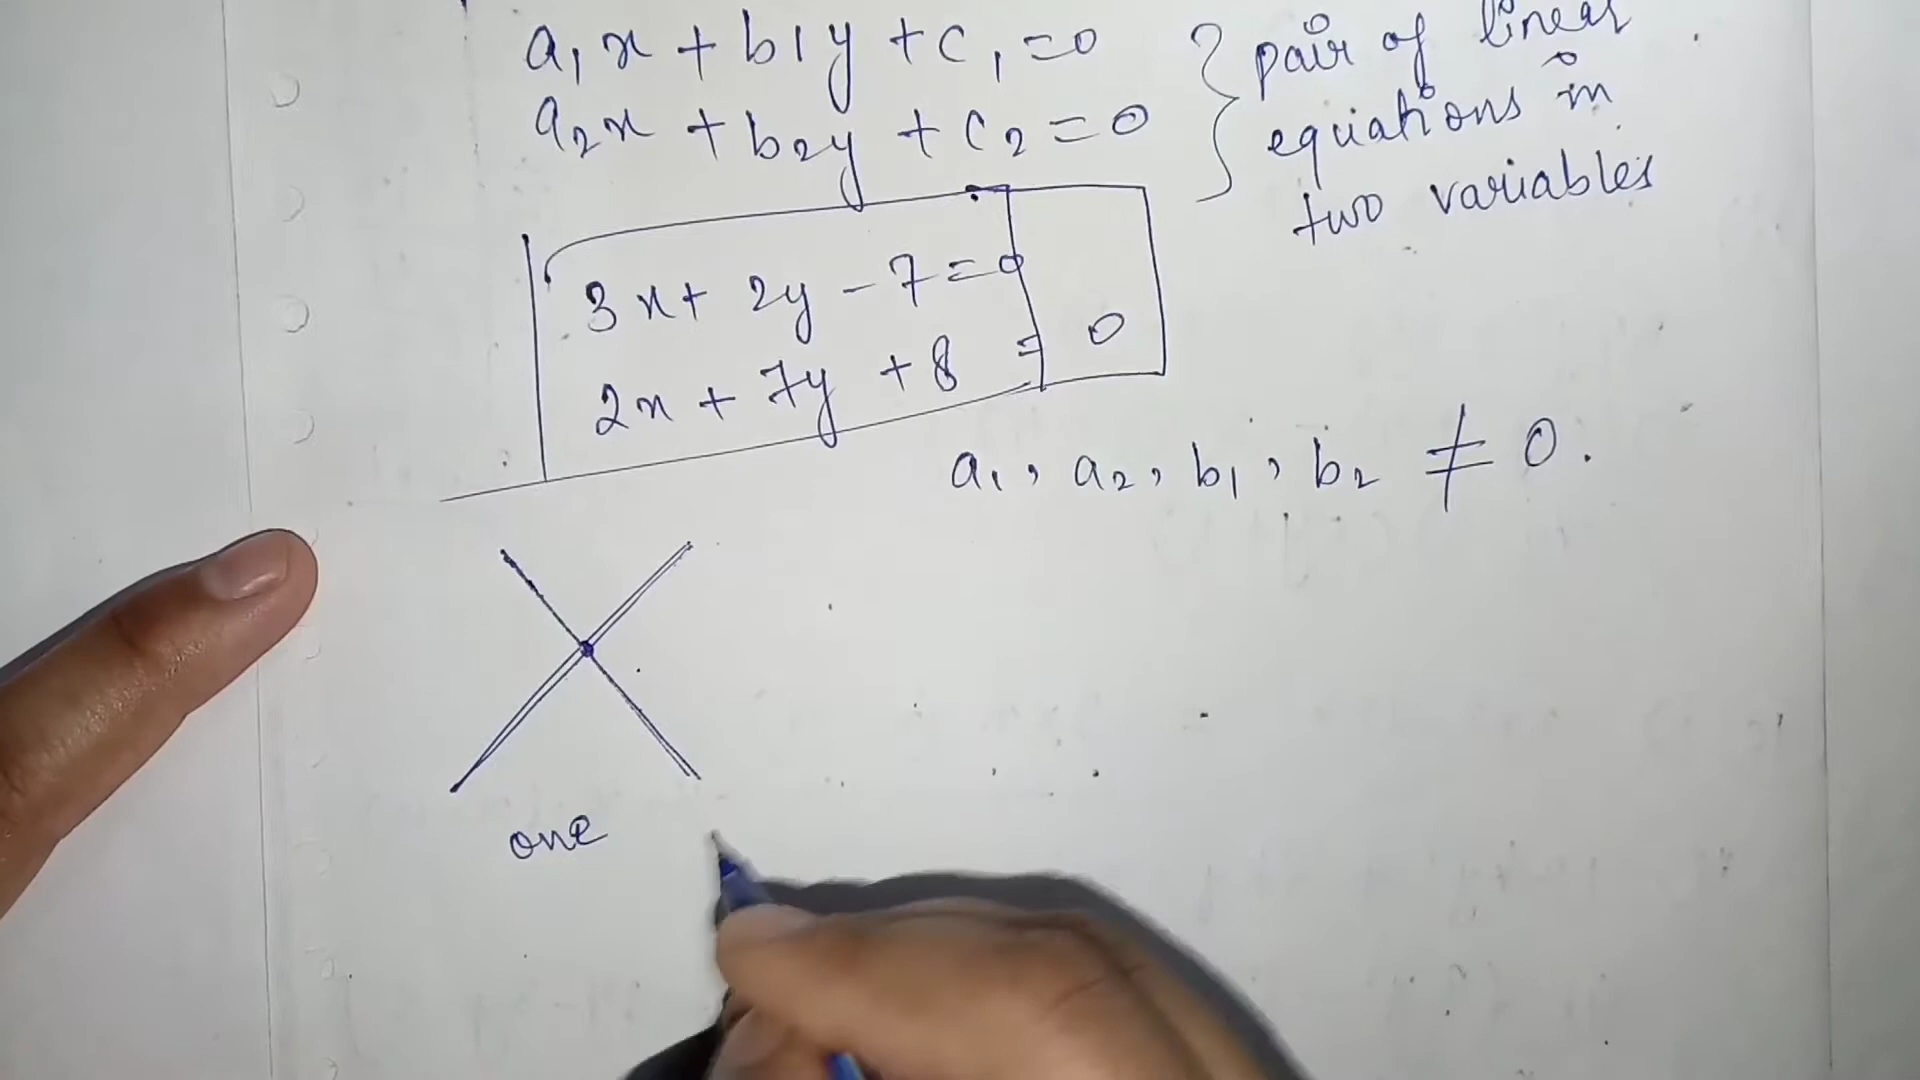 a₁x + b1y + c₁ = 0
a₂x + b₂y + c₂ = 0
pair of linear
equations in
two variables
3x + 2y - 7 = 0
2x + 7y + 8 = 0
a₁, a₂, b₁, b₂ ≠ 0.
one